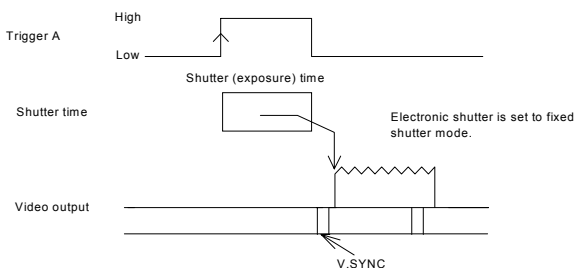 High
Trigger A
Low
Shutter (exposure) time
Shutter time
Electronic shutter is set to fixed
shutter mode.
Video output
V.SYNC